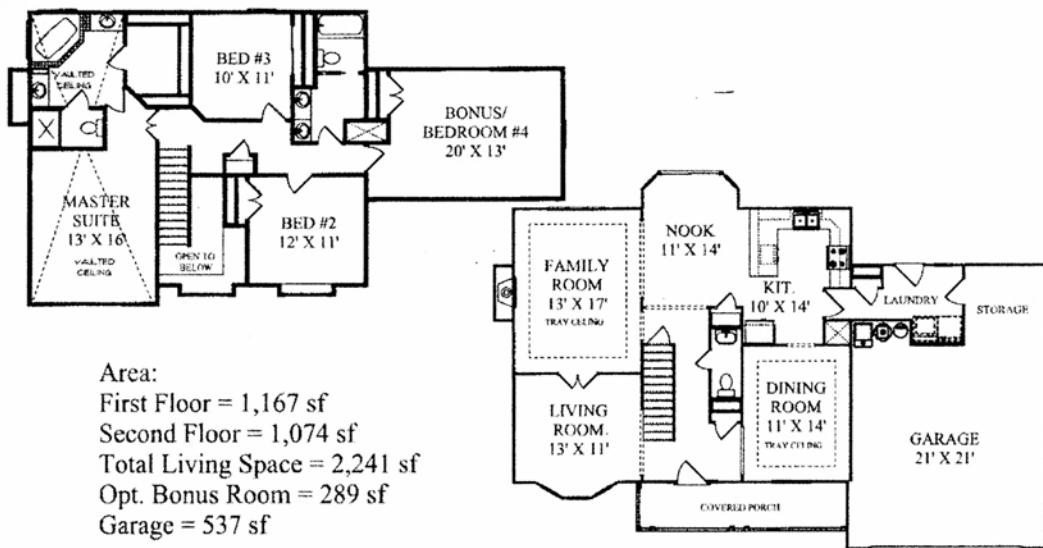 VAULTED
CEILING
BED #3
10' X 11'
BONUS/
BEDROOM #4
20' X 13'
MASTER
SUITE
13' X 16'
VAULTED
CEILING
OPEN TO
BELOW
BED #2
12' X 11'
NOOK
11' X 14'
FAMILY
ROOM
13' X 17'
TRAY CEILING
KIT.
10' X 14'
LAUNDRY
STORAGE
LIVING
ROOM
13' X 11'
DINING
ROOM
11' X 14'
TRAY CEILING
GARAGE
21' X 21'
COVERED PORCH
Area:
First Floor = 1,167 sf
Second Floor = 1,074 sf
Total Living Space = 2,241 sf
Opt. Bonus Room = 289 sf
Garage = 537 sf